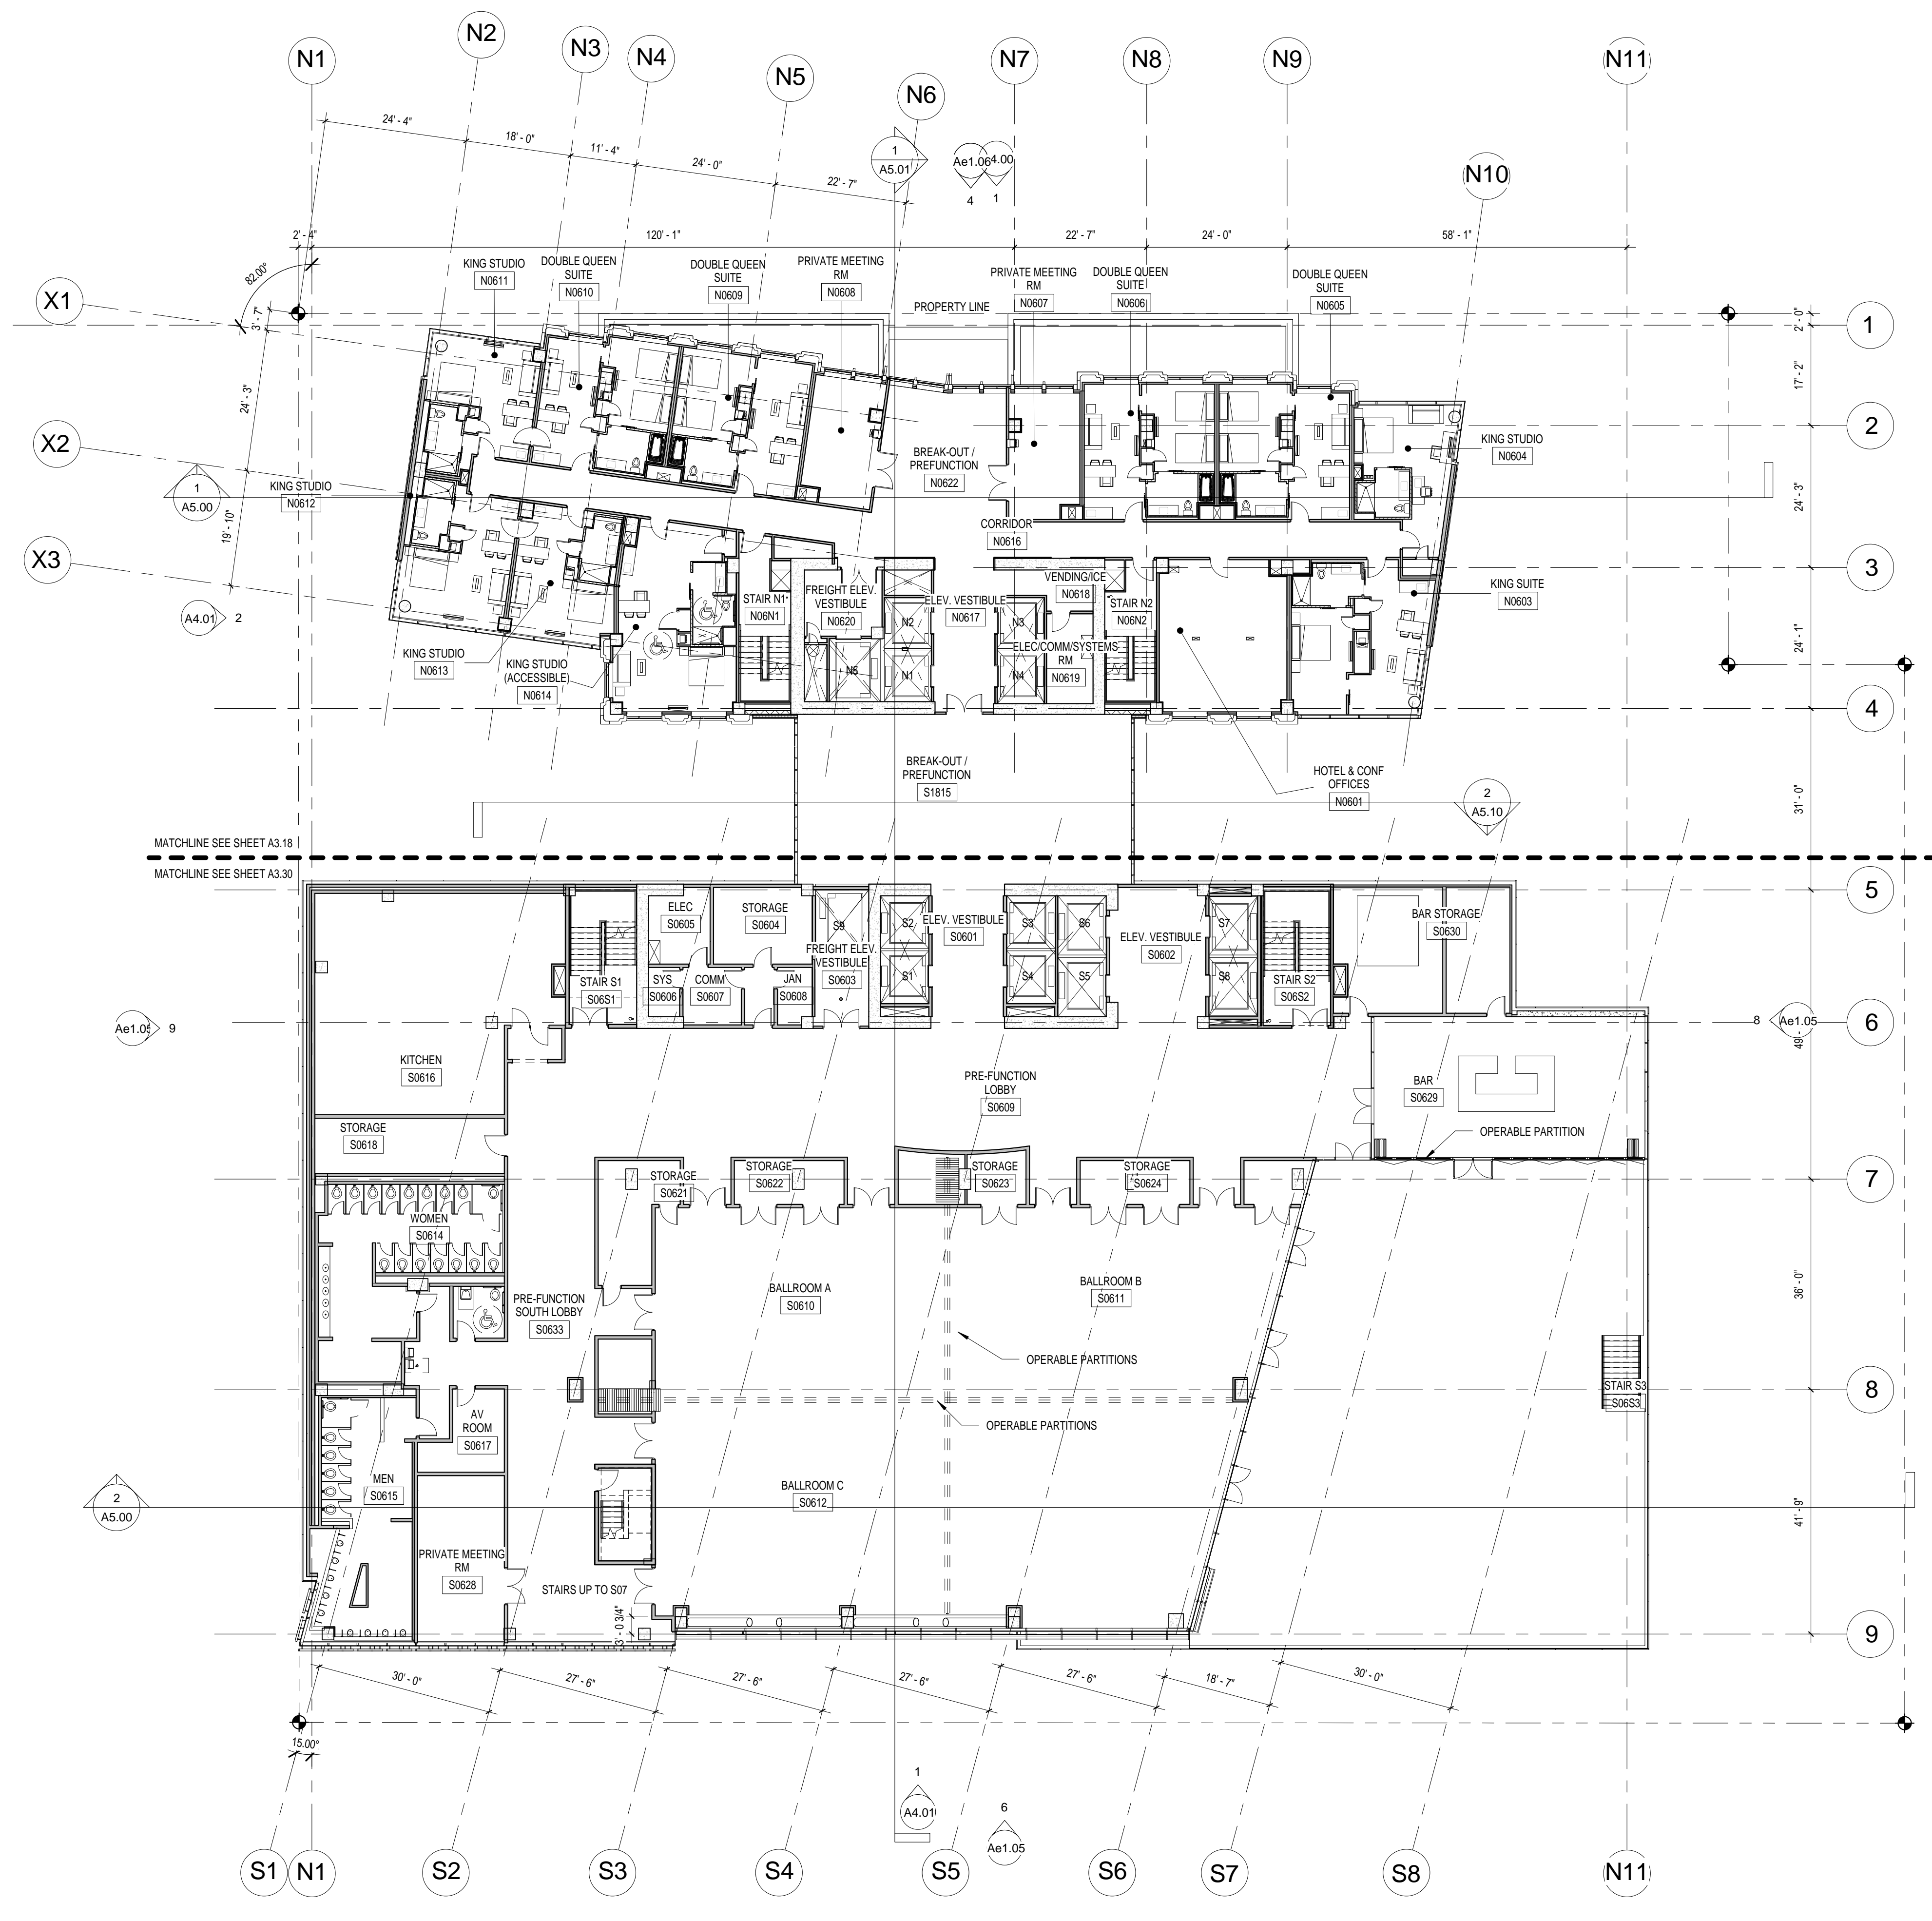 N1
N2
N3
N4
N5
N6
N7
N8
N9
N10
N11
24' - 4"
18' - 0"
11' - 4"
24' - 0"
22' - 7"
1
A5.01
Ae1.06
4
4.00
1
2' - 4"
120' - 1"
22' - 7"
24' - 0"
58' - 1"
82.00°
3' - 7"
24' - 3"
19' - 10"
X1
X2
X3
1
A5.00
A4.01
2
KING STUDIO
N0611
DOUBLE QUEEN
SUITE
N0610
DOUBLE QUEEN
SUITE
N0609
PRIVATE MEETING
RM
N0608
PROPERTY LINE
PRIVATE MEETING
RM
N0607
DOUBLE QUEEN
SUITE
N0606
DOUBLE QUEEN
SUITE
N0605
KING STUDIO
N0604
KING STUDIO
N0612
BREAK-OUT /
PREFUNCTION
N0622
CORRIDOR
N0616
KING STUDIO
N0613
KING STUDIO
(ACCESSIBLE)
N0614
STAIR N1
N06N1
FREIGHT ELEV.
VESTIBULE
N0620
ELEV. VESTIBULE
N0617
VENDING/ICE
N0618
ELEC/COMM/SYSTEMS
RM
N0619
STAIR N2
N06N2
KING SUITE
N0603
N2
N1
N3
N4
HOTEL & CONF
OFFICES
N0601
BREAK-OUT /
PREFUNCTION
S1815
2
A5.10
1
2
3
4
5
6
7
8
9
2' - 0"
17' - 2"
24' - 3"
24' - 1"
31' - 0"
49' -
36' - 0"
41' - 9"
MATCHLINE SEE SHEET A3.18
MATCHLINE SEE SHEET A3.30
ELEC
S0605
STORAGE
S0604
S9
FREIGHT ELEV.
VESTIBULE
S0603
S2
S1
ELEV. VESTIBULE
S0601
S3
S4
S6
S5
ELEV. VESTIBULE
S0602
S7
S8
STAIR S1
S06S1
SYS
S0606
COMM
S0607
JAN
S0608
STAIR S2
S06S2
BAR STORAGE
S0630
Ae1.05
9
8
Ae1.05
KITCHEN
S0616
PRE-FUNCTION
LOBBY
S0609
BAR
S0629
OPERABLE PARTITION
STORAGE
S0618
STORAGE
S0621
STORAGE
S0622
STORAGE
S0623
STORAGE
S0624
WOMEN
S0614
PRE-FUNCTION
SOUTH LOBBY
S0633
BALLROOM A
S0610
BALLROOM B
S0611
OPERABLE PARTITIONS
OPERABLE PARTITIONS
STAIR S3
S06S3
AV
ROOM
S0617
MEN
S0615
BALLROOM C
S0612
2
A5.00
PRIVATE MEETING
RM
S0628
STAIRS UP TO S07
3' - 0 3/4"
30' - 0"
27' - 6"
27' - 6"
27' - 6"
27' - 6"
18' - 7"
30' - 0"
15.00°
1
A4.01
6
Ae1.05
S1
N1
S2
S3
S4
S5
S6
S7
S8
N11